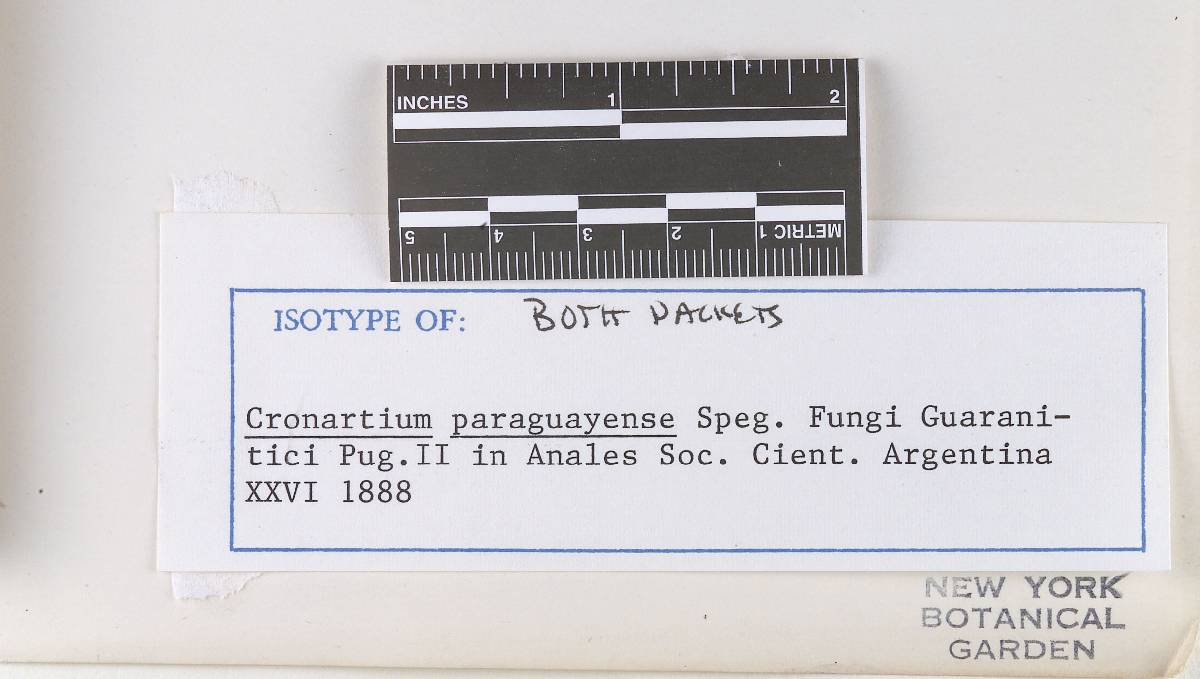 INCHES 1 2
5 4 3 2 METRIC 1
ISOTYPE OF: BOTH PACKETS
Cronartium paraguayense Speg. Fungi Guarani-
tici Pug.II in Anales Soc. Cient. Argentina
XXVI 1888
NEW YORK
BOTANICAL
GARDEN